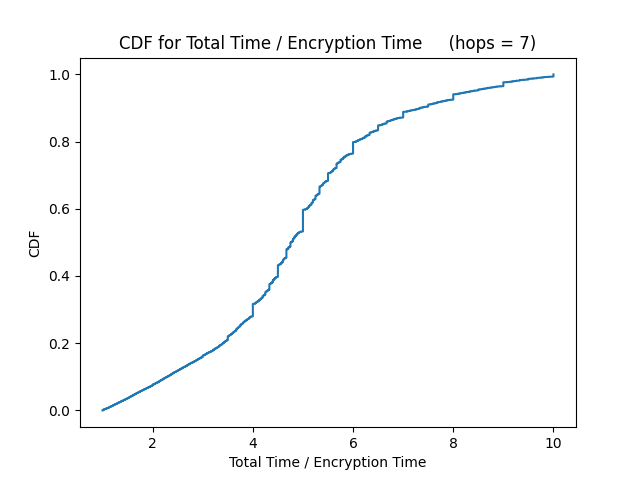 CDF for Total Time / Encryption Time     (hops = 7)
1.0
0.8
0.6
0.4
0.2
0.0
CDF
2 4 6 8 10
Total Time / Encryption Time